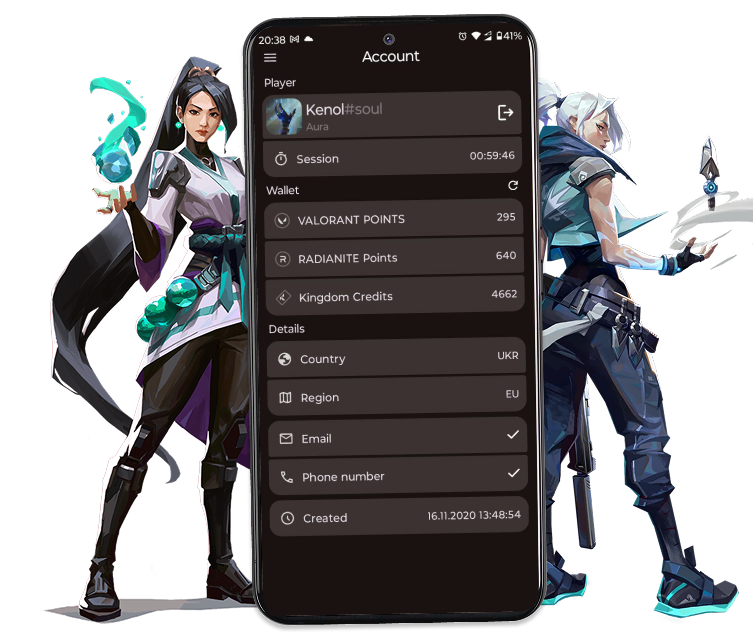 20:38 41%
Account
Player
Kenol#soul
Aura
Session 00:59:46
Wallet
VALORANT POINTS 295
RADIANITE Points 640
Kingdom Credits 4662
Details
Country UKR
Region EU
Email
Phone number
Created 16.11.2020 13:48:54